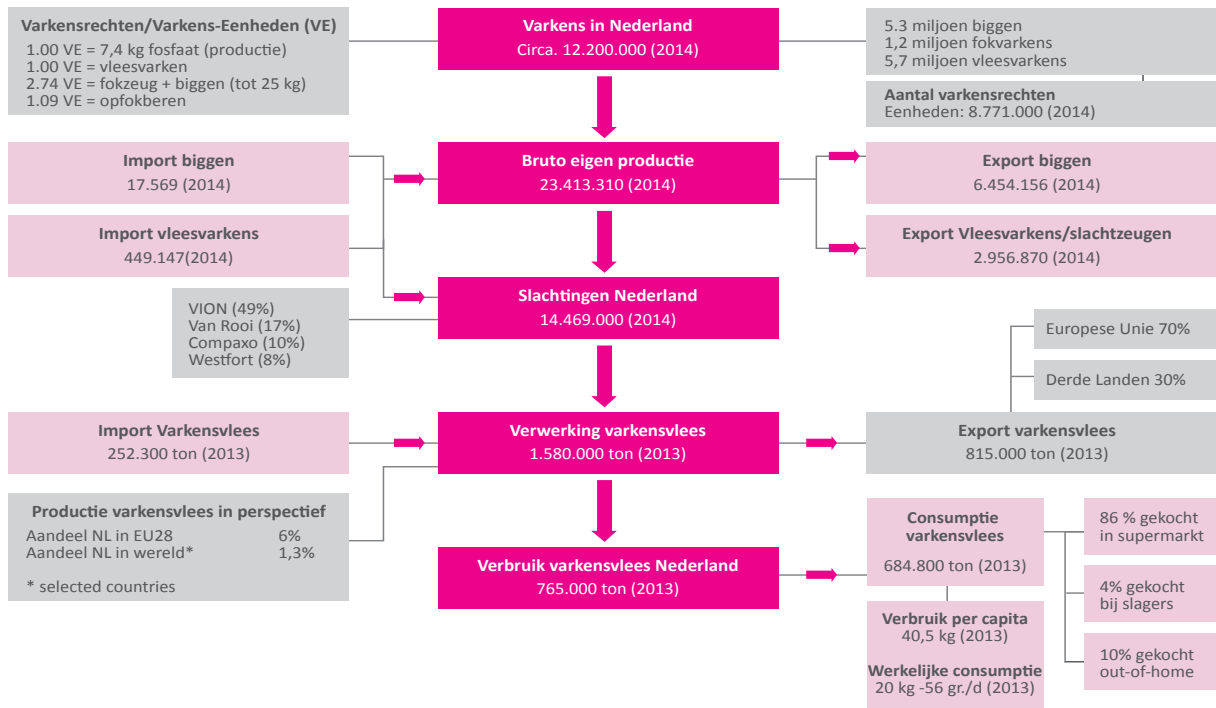 Varkensrechten/Varkens-Eenheden (VE)
1.00 VE = 7,4 kg fosfaat (productie)
1.00 VE = vleesvarken
2.74 VE = fokzeug + biggen (tot 25 kg)
1.09 VE = opfokberen
Varkens in Nederland
Circa. 12.200.000 (2014)
5.3 miljoen biggen
1,2 miljoen fokvarkens
5,7 miljoen vleesvarkens
Aantal varkensrechten
Eenheden: 8.771.000 (2014)
Import biggen
17.569 (2014)
Bruto eigen productie
23.413.310 (2014)
Export biggen
6.454.156 (2014)
Import vleesvarkens
449.147(2014)
Export Vleesvarkens/slachtzeugen
2.956.870 (2014)
VION (49%)
Van Rooi (17%)
Compaxo (10%)
Westfort (8%)
Slachtingen Nederland
14.469.000 (2014)
Europese Unie 70%
Derde Landen 30%
Import Varkensvlees
252.300 ton (2013)
Verwerking varkensvlees
1.580.000 ton (2013)
Export varkensvlees
815.000 ton (2013)
Productie varkensvlees in perspectief
Aandeel NL in EU28 6%
Aandeel NL in wereld* 1,3%
* selected countries
Verbruik varkensvlees Nederland
765.000 ton (2013)
Consumptie
varkensvlees
684.800 ton (2013)
Verbruik per capita
40,5 kg (2013)
Werkelijke consumptie
20 kg -56 gr./d (2013)
86 % gekocht
in supermarkt
4% gekocht
bij slagers
10% gekocht
out-of-home